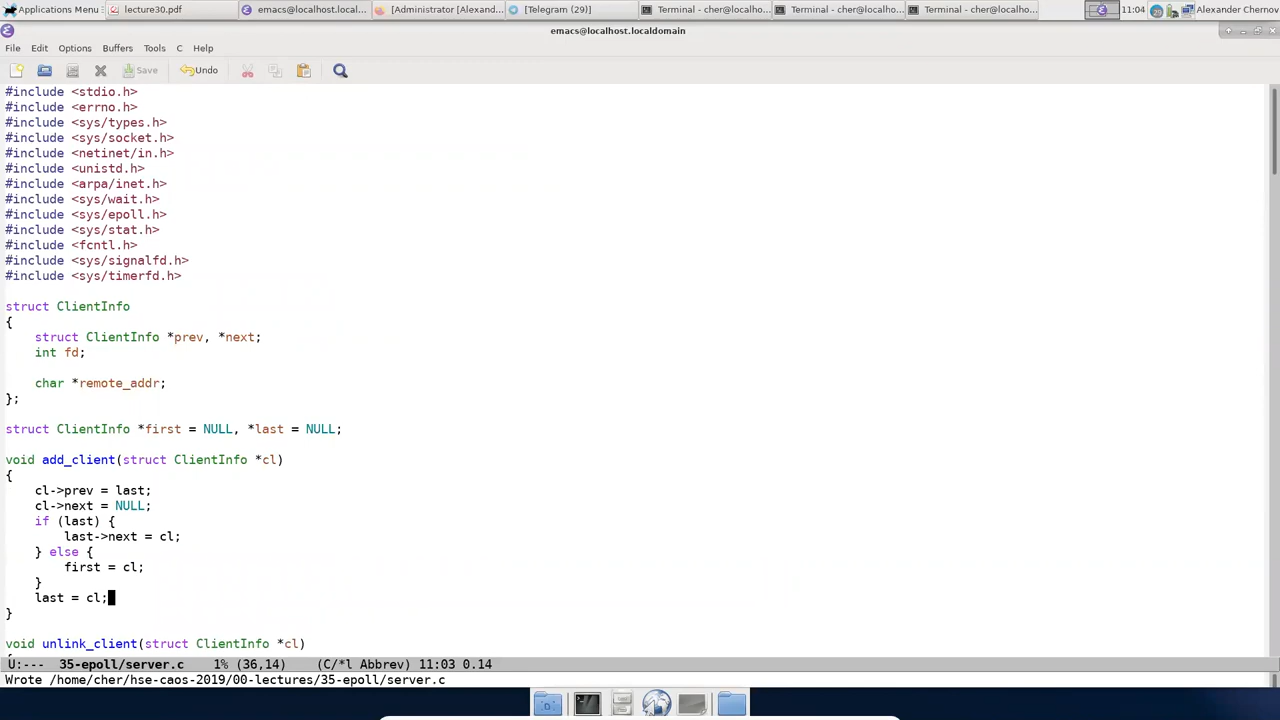 Applications Menu lecture30.pdf emacs@localhost.local... [Administrator [Alexand... [Telegram (29)] Terminal - cher@localho... Terminal - cher@localho... Terminal - cher@localho... 11:04 29 Alexander Chernov
emacs@localhost.localdomain
File Edit Options Buffers Tools C Help
Save Undo
#include <stdio.h>
#include <errno.h>
#include <sys/types.h>
#include <sys/socket.h>
#include <netinet/in.h>
#include <unistd.h>
#include <arpa/inet.h>
#include <sys/wait.h>
#include <sys/epoll.h>
#include <sys/stat.h>
#include <fcntl.h>
#include <sys/signalfd.h>
#include <sys/timerfd.h>
struct ClientInfo
{
struct ClientInfo *prev, *next;
int fd;
char *remote_addr;
};
struct ClientInfo *first = NULL, *last = NULL;
void add_client(struct ClientInfo *cl)
{
cl->prev = last;
cl->next = NULL;
if (last) {
last->next = cl;
} else {
first = cl;
}
last = cl;
}
void unlink_client(struct ClientInfo *cl)
U:--- 35-epoll/server.c 1% (36,14) (C/*l Abbrev) 11:03 0.14
Wrote /home/cher/hse-caos-2019/00-lectures/35-epoll/server.c